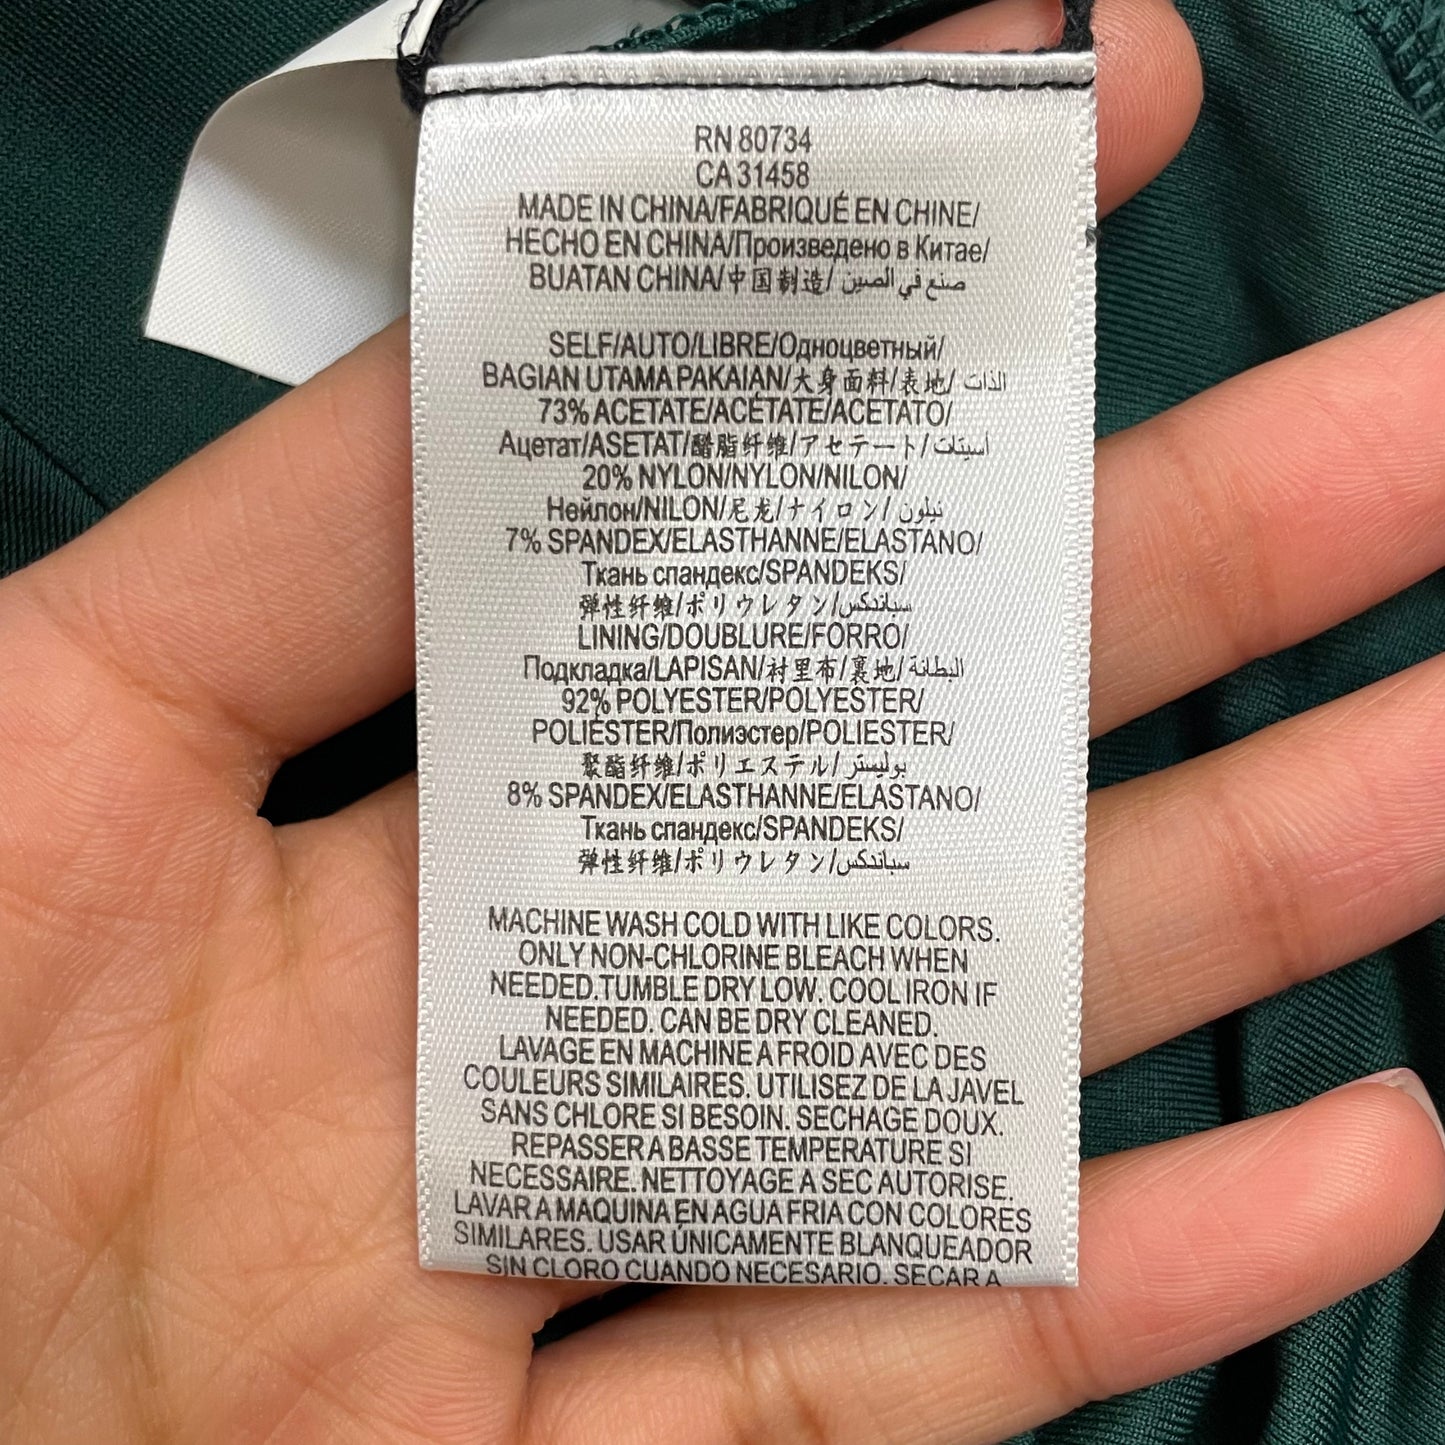 RN 80734
CA 31458
MADE IN CHINA/FABRIQUÉ EN CHINE/
HECHO EN CHINA/Произведено в Китае/
BUATAN CHINA/中国制造/ صنع في الصين
SELF/AUTO/LIBRE/Одноцветный/
BAGIAN UTAMA PAKAIAN/大身面料/表地/ الذات
73% ACETATE/ACÉTATE/ACETATO/
Ацетат/ASETAT/醋脂纤维/アセテート/أسيتات
20% NYLON/NYLON/NILON/
Нейлон/NILON/尼龙/ナイロン/ نيلون
7% SPANDEX/ELASTHANNE/ELASTANO/
Ткань спандекс/SPANDEKS/
弹性纤维/ポリウレタン/سباندكس
LINING/DOUBLURE/FORRO/
Подкладка/LAPISAN/衬里布/裏地/البطانة
92% POLYESTER/POLYESTER/
POLIÉSTER/Полиэстер/POLIESTER/
聚酯纤维/ポリエステル/ بوليستر
8% SPANDEX/ELASTHANNE/ELASTANO/
Ткань спандекс/SPANDEKS/
弹性纤维/ポリウレタン/سباندكس
MACHINE WASH COLD WITH LIKE COLORS.
ONLY NON-CHLORINE BLEACH WHEN
NEEDED.TUMBLE DRY LOW. COOL IRON IF
NEEDED. CAN BE DRY CLEANED.
LAVAGE EN MACHINE A FROID AVEC DES
COULEURS SIMILAIRES. UTILISEZ DE LA JAVEL
SANS CHLORE SI BESOIN. SECHAGE DOUX.
REPASSER A BASSE TEMPERATURE SI
NECESSAIRE. NETTOYAGE A SEC AUTORISE.
LAVAR A MAQUINA EN AGUA FRIA CON COLORES
SIMILARES. USAR ÚNICAMENTE BLANQUEADOR
SIN CLORO CUANDO NECESARIO. SECAR A